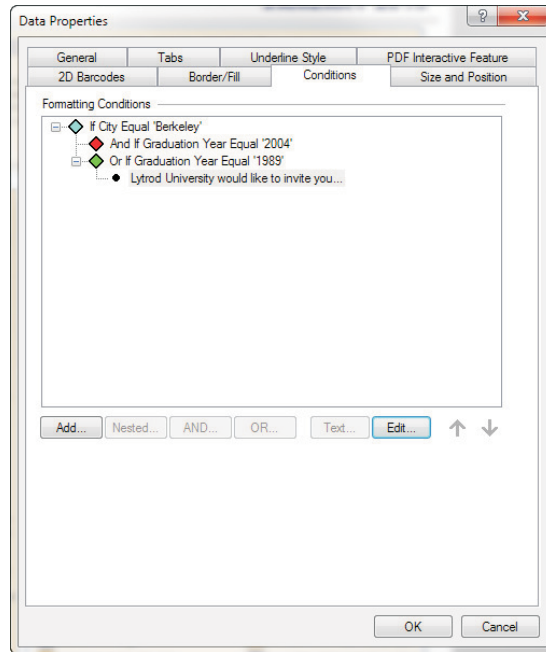 Data Properties
General Tabs Underline Style PDF Interactive Feature
2D Barcodes Border/Fill Conditions Size and Position
Formatting Conditions
If City Equal 'Berkeley'
And If Graduation Year Equal '2004'
Or If Graduation Year Equal '1989'
Lytrod University would like to invite you...
Add... Nested... AND... OR... Text... Edit...
OK Cancel